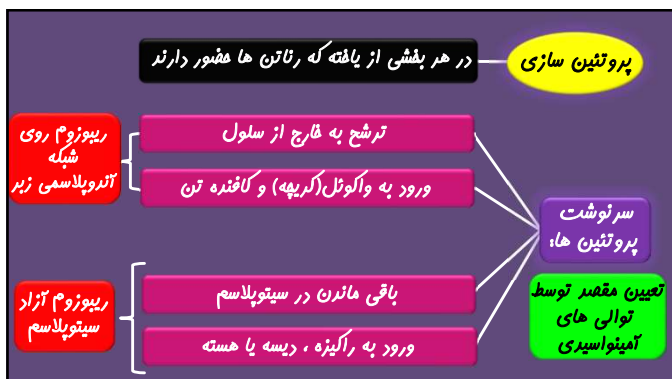 پروتئین سازی
در هر بخشی از یاخته که رناتن ها حضور دارند
سرنوشت
پروتئین ها:
ترشح به خارج از سلول
ورود به واکوئل(کریچه) و کافنده تن
ریبوزوم روی
شبکه
آندوپلاسمی زبر
باقی ماندن در سیتوپلاسم
ورود به راکیزه ، دیسه یا هسته
ریبوزوم آزاد
سیتوپلاسم
تعیین مقصد توسط
توالی های
آمینواسیدی